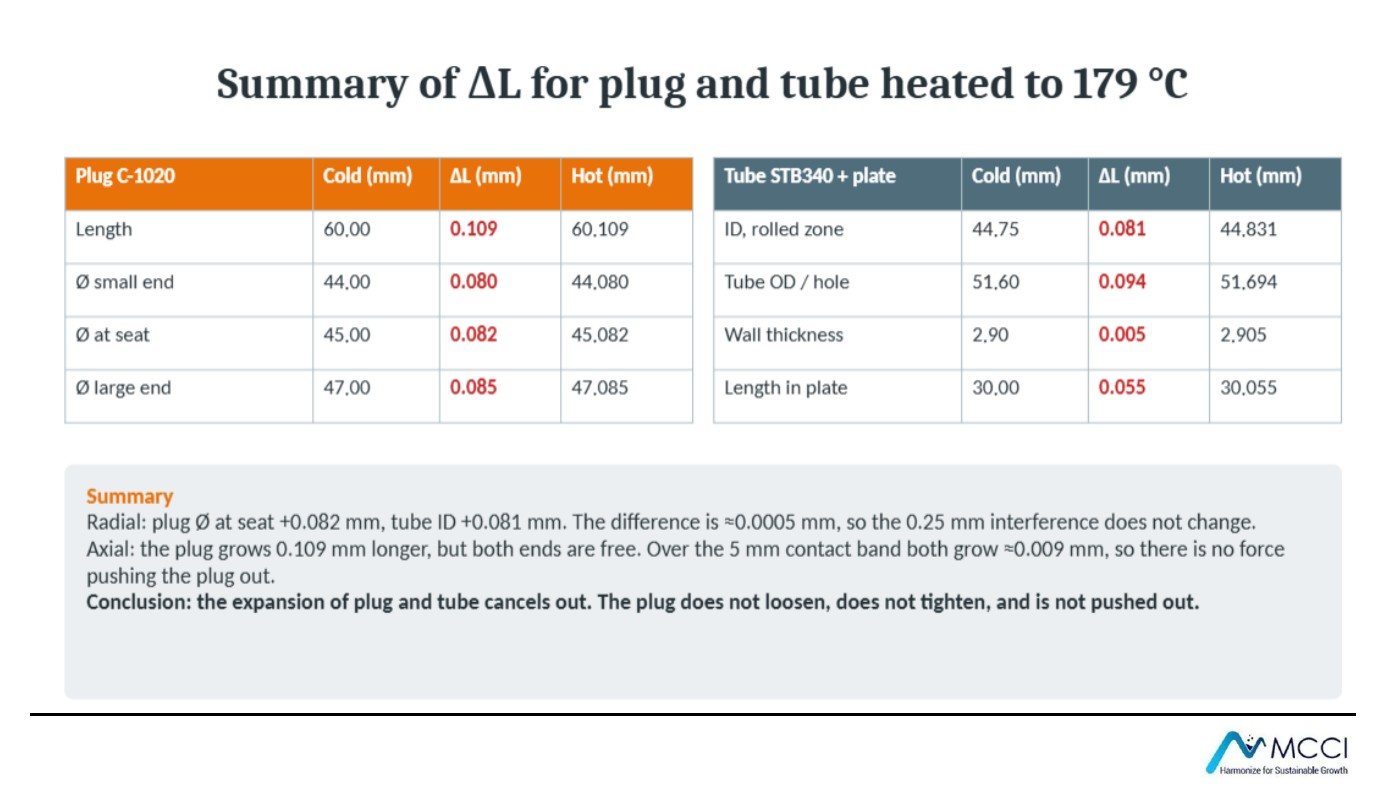 Summary of ΔL for plug and tube heated to 179 °C
Plug C-1020 Cold (mm) ΔL (mm) Hot (mm)
Length 60.00 0.109 60.109
Ø small end 44.00 0.080 44.080
Ø at seat 45.00 0.082 45.082
Ø large end 47.00 0.085 47.085
Tube STB340 + plate Cold (mm) ΔL (mm) Hot (mm)
ID, rolled zone 44.75 0.081 44.831
Tube OD / hole 51.60 0.094 51.694
Wall thickness 2.90 0.005 2.905
Length in plate 30.00 0.055 30.055
Summary
Radial: plug Ø at seat +0.082 mm, tube ID +0.081 mm. The difference is ≈0.0005 mm, so the 0.25 mm interference does not change.
Axial: the plug grows 0.109 mm longer, but both ends are free. Over the 5 mm contact band both grow ≈0.009 mm, so there is no force
pushing the plug out.
Conclusion: the expansion of plug and tube cancels out. The plug does not loosen, does not tighten, and is not pushed out.
MCCI
Harmonize for Sustainable Growth